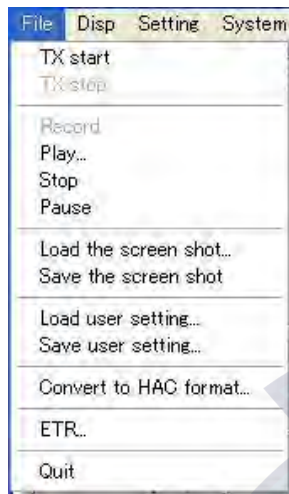 File Disp Setting System
TX start
TX stop
Record
Play...
Stop
Pause
Load the screen shot...
Save the screen shot
Load user setting...
Save user setting...
Convert to HAC format...
ETR...
Quit